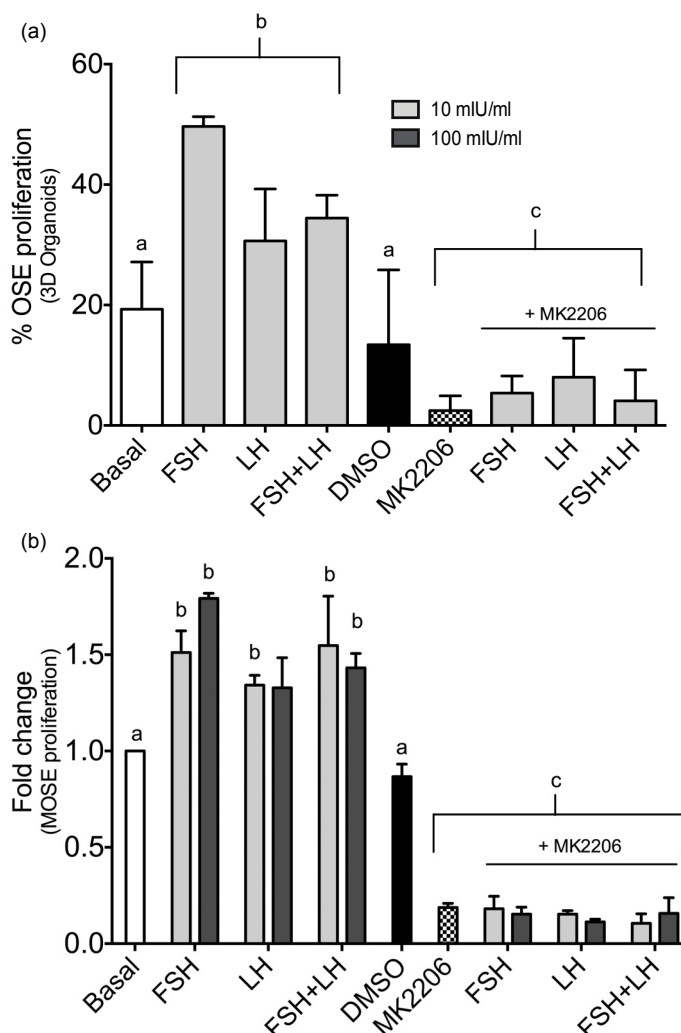 (a)
b
60
40
20
0
% OSE proliferation
(3D Organoids)
10 mIU/ml
100 mIU/ml
a
a
c
+ MK2206
Basal
FSH
LH
FSH+LH
DMSO
MK2206
FSH
LH
FSH+LH
(b)
2.0
1.5
1.0
0.5
0.0
Fold change
(MOSE proliferation)
a
b
b
b
b
b
a
c
+ MK2206
Basal
FSH
LH
FSH+LH
DMSO
MK2206
FSH
LH
FSH+LH